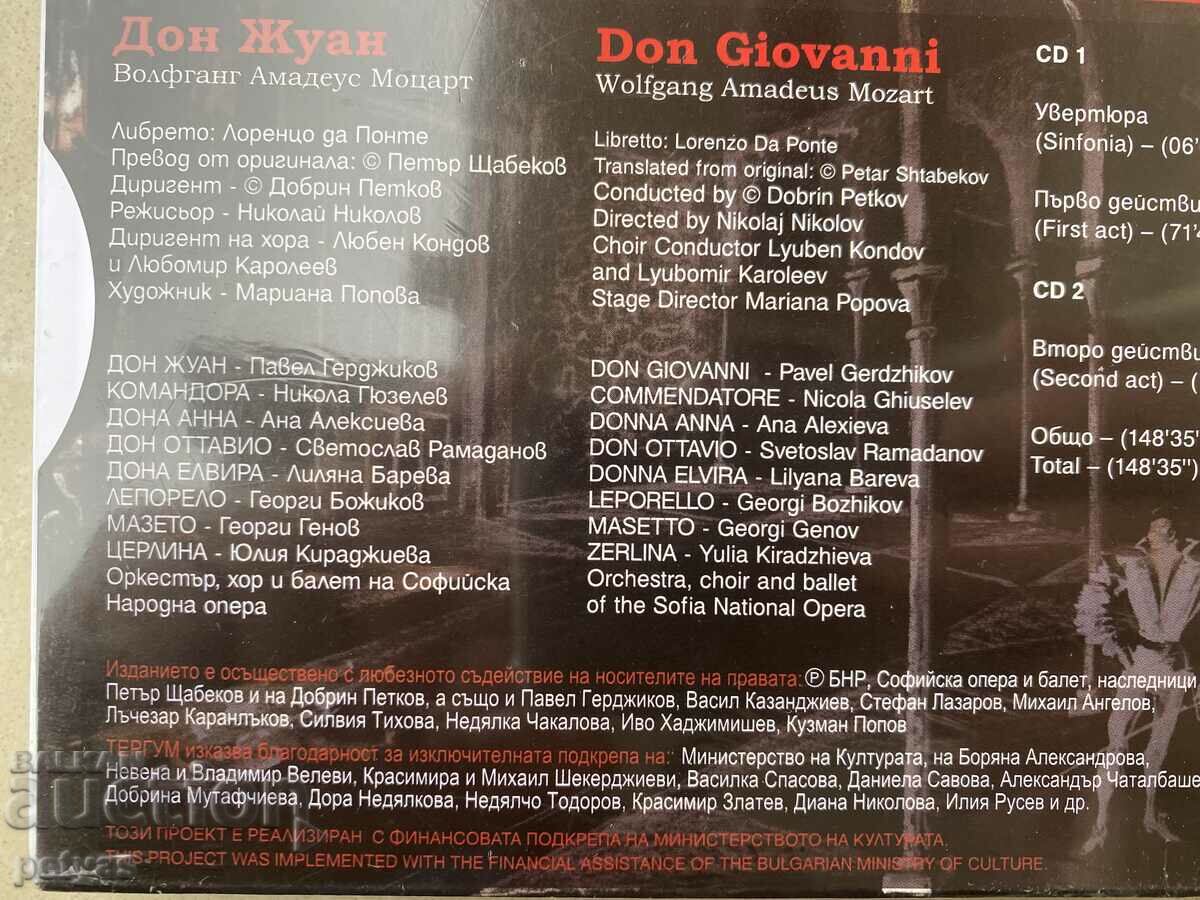 Дон Жуан
Волфганг Амадеус Моцарт
Либрето: Лоренцо да Понте
Превод от оригинала: © Петър Щабеков
Диригент - © Добрин Петков
Режисьор - Николай Николов
Диригент на хора - Любен Кондов
и Любомир Каролеев
Художник - Мариана Попова
ДОН ЖУАН - Павел Герджиков
КОМАНДОРА - Никола Гюзелев
ДОНА АННА - Ана Алексиева
ДОН ОТТАВИО - Светослав Рамаданов
ДОНА ЕЛВИРА - Лиляна Барева
ЛЕПОРЕЛО - Георги Божиков
МАЗЕТО - Георги Генов
ЦЕРЛИНА - Юлия Кираджиева
Оркестър, хор и балет на Софийска
Народна опера
Don Giovanni
Wolfgang Amadeus Mozart
Libretto: Lorenzo Da Ponte
Translated from original: © Petar Shtabekov
Conducted by © Dobrin Petkov
Directed by Nikolaj Nikolov
Choir Conductor Lyuben Kondov
and Lyubomir Karoleev
Stage Director Mariana Popova
DON GIOVANNI - Pavel Gerdzhikov
COMMENDATORE - Nicola Ghiuselev
DONNA ANNA - Ana Alexieva
DON OTTAVIO - Svetoslav Ramadanov
DONNA ELVIRA - Lilyana Bareva
LEPORELLO - Georgi Bozhikov
MASETTO - Georgi Genov
ZERLINA - Yulia Kiradzhieva
Orchestra, choir and ballet
of the Sofia National Opera
CD 1
Увертюра
(Sinfonia) – (06'
Първо действи
(First act) – (71'4
CD 2
Второ действи
(Second act) – (
Общо – (148'35")
Total – (148'35")
Изданието е осъществено с любезното съдействие на носителите на правата: ℗ БНР, Софийска опера и балет, наследници
Петър Щабеков и на Добрин Петков, а също и Павел Герджиков, Васил Казанджиев, Стефан Лазаров, Михаил Ангелов,
Лъчезар Каранлъков, Силвия Тихова, Недялка Чакалова, Иво Хаджимишев, Кузман Попов
ТЕРГУМ изказва благодарност за изключителната подкрепа на: Министерство на Културата, на Боряна Александрова,
Невена и Владимир Велеви, Красимира и Михаил Шекерджиеви, Василка Спасова, Даниела Савова, Александър Чаталбаше
Добрина Мутафчиева, Дора Недялкова, Недялчо Тодоров, Красимир Златев, Диана Николова, Илия Русев и др.
ТОЗИ ПРОЕКТ Е РЕАЛИЗИРАН С ФИНАНСОВАТА ПОДКРЕПА НА МИНИСТЕРСТВОТО НА КУЛТУРАТА.
THIS PROJECT WAS IMPLEMENTED WITH THE FINANCIAL ASSISTANCE OF THE BULGARIAN MINISTRY OF CULTURE.
auction